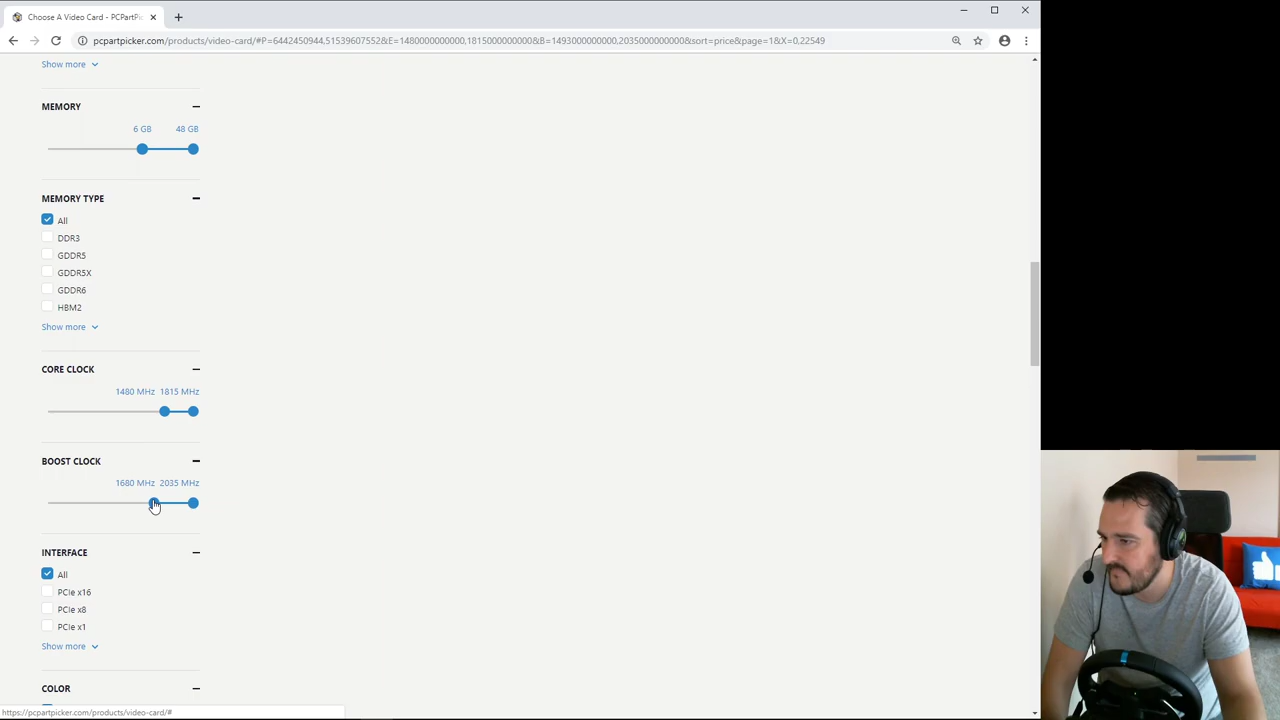 Choose A Video Card - PCPartPi
pcpartpicker.com/products/video-card/#P=6442450944,51539607552&E=1480000000000,1815000000000&B=1493000000000,2035000000000&sort=price&page=1&X=0,22549
Show more
MEMORY
6 GB 48 GB
MEMORY TYPE
All
DDR3
GDDR5
GDDR5X
GDDR6
HBM2
Show more
CORE CLOCK
1480 MHz 1815 MHz
BOOST CLOCK
1680 MHz 2035 MHz
INTERFACE
All
PCIe x16
PCIe x8
PCIe x1
Show more
COLOR
https://pcpartpicker.com/products/video-card/#